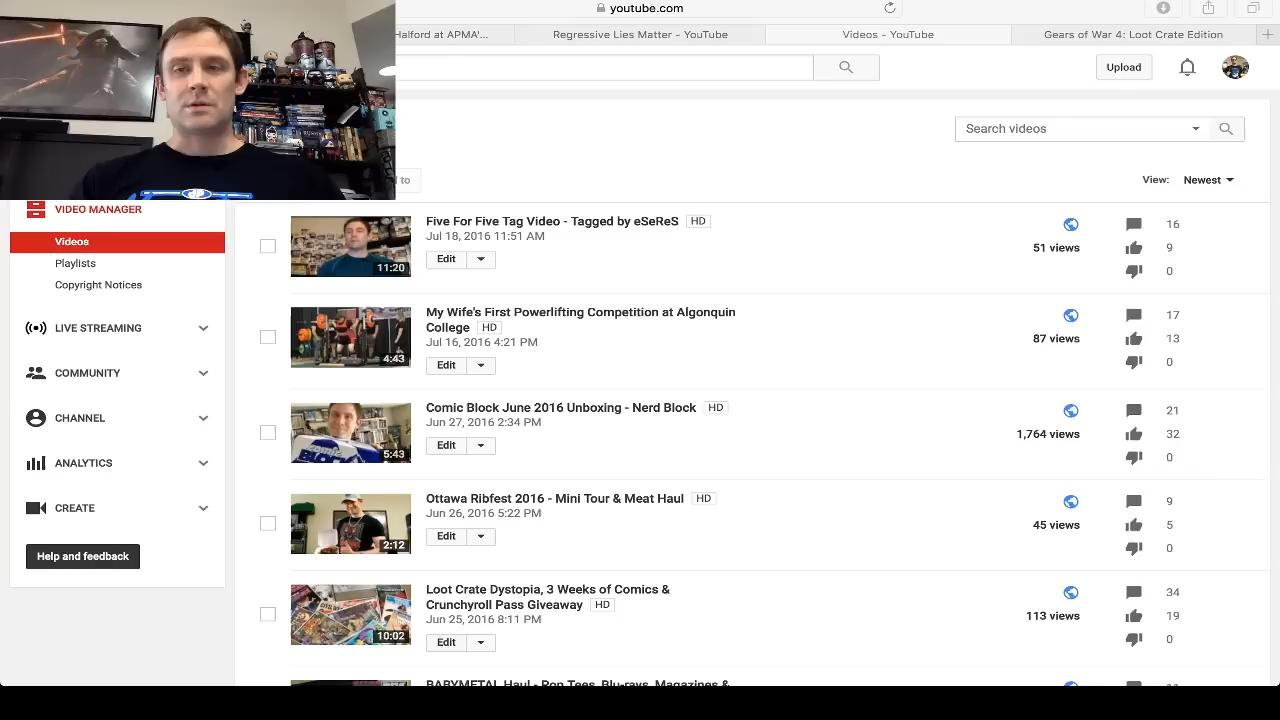 youtube.com
Halford at APMA'...
Regressive Lies Matter - YouTube
Videos - YouTube
Gears of War 4: Loot Crate Edition
Upload
Search videos
d to
View: Newest
VIDEO MANAGER
Videos
Playlists
Copyright Notices
LIVE STREAMING
COMMUNITY
CHANNEL
ANALYTICS
CREATE
Help and feedback
Five For Five Tag Video - Tagged by eSeReS HD
Jul 18, 2016 11:51 AM
Edit
11:20
51 views
16
9
0
My Wife's First Powerlifting Competition at Algonquin
College HD
Jul 16, 2016 4:21 PM
Edit
4:43
87 views
17
13
0
Comic Block June 2016 Unboxing - Nerd Block HD
Jun 27, 2016 2:34 PM
Edit
5:43
1,764 views
21
32
0
Ottawa Ribfest 2016 - Mini Tour & Meat Haul HD
Jun 26, 2016 5:22 PM
Edit
2:12
45 views
9
5
0
Loot Crate Dystopia, 3 Weeks of Comics &
Crunchyroll Pass Giveaway HD
Jun 25, 2016 8:11 PM
Edit
10:02
113 views
34
19
0
BABYMETAL Haul - Pop Tees, Blu-rays, Magazines &